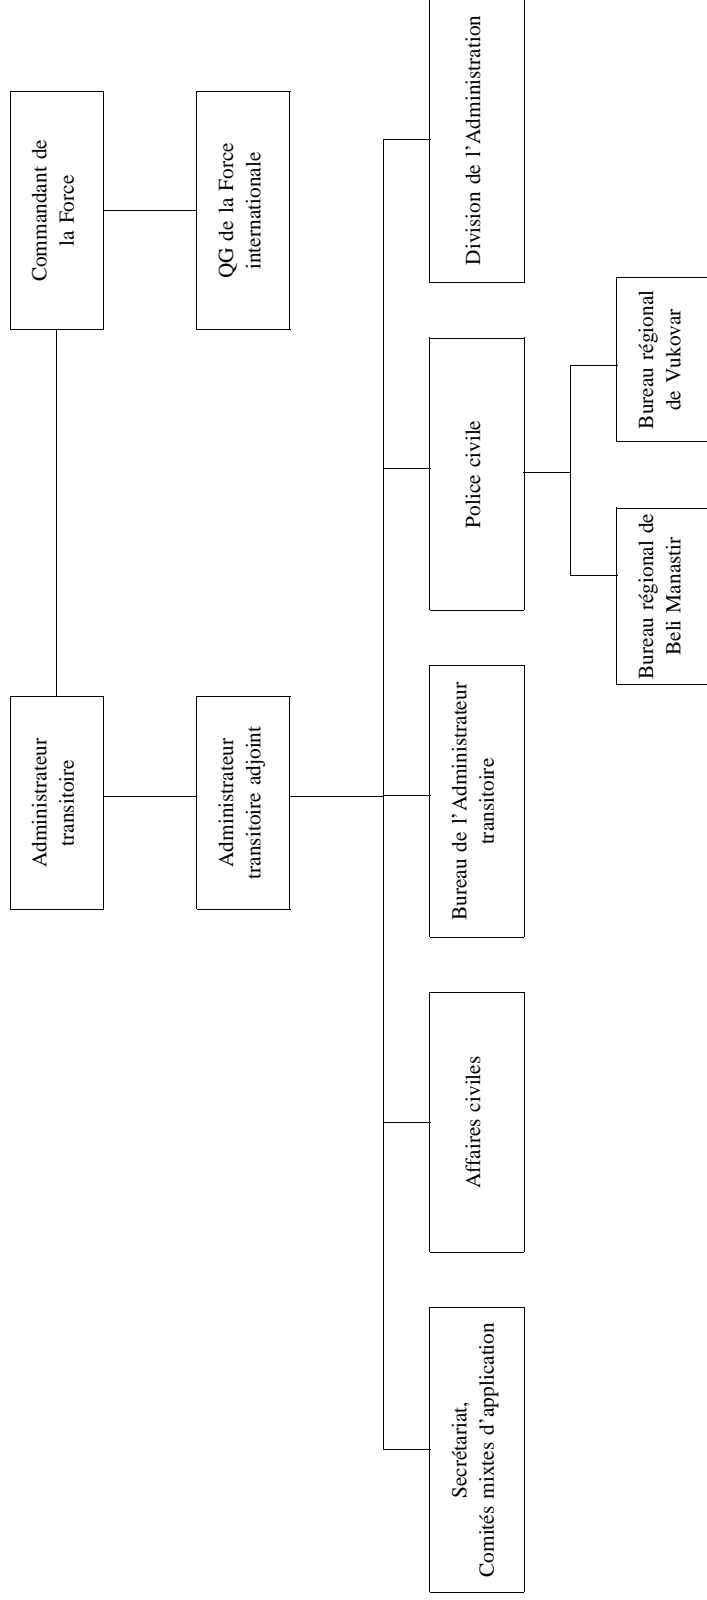 Administrateur
transitoire
Commandant de
la Force
Administrateur
transitoire adjoint
QG de la Force
internationale
Secrétariat,
Comités mixtes d'application
Affaires civiles
Bureau de l'Administrateur
transitoire
Police civile
Division de l'Administration
Bureau régional de
Beli Manastir
Bureau régional
de Vukovar